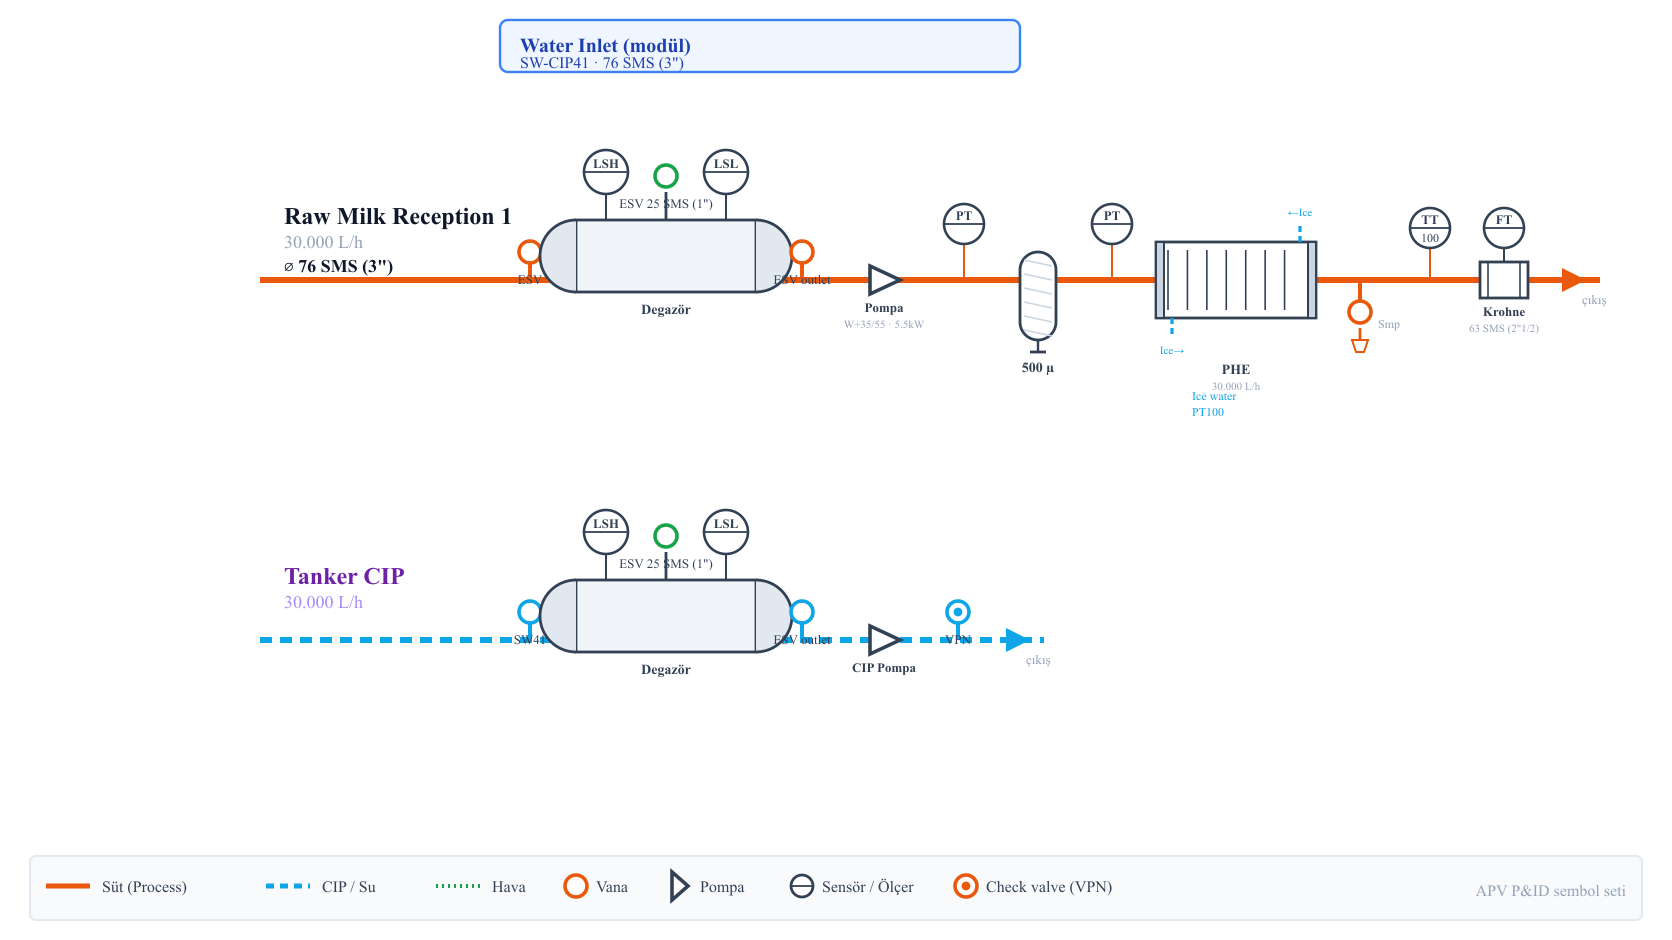 Water Inlet (modül)
SW-CIP41 · 76 SMS (3")
LSH
LSL
ESV 25 SMS (1")
Raw Milk Reception 1
30.000 L/h
⌀ 76 SMS (3")
ESV
ESV outlet
Degazör
Pompa
W+35/55 · 5.5kW
PT
500 µ
PT
←Ice
Ice→
PHE
30.000 L/h
Ice water
PT100
Smp
TT
100
FT
Krohne
63 SMS (2"1/2)
çıkış
LSH
LSL
ESV 25 SMS (1")
Tanker CIP
30.000 L/h
SW41
ESV outlet
Degazör
CIP Pompa
VPN
çıkış
Süt (Process)
CIP / Su
Hava
Vana
Pompa
Sensör / Ölçer
Check valve (VPN)
APV P&ID sembol seti